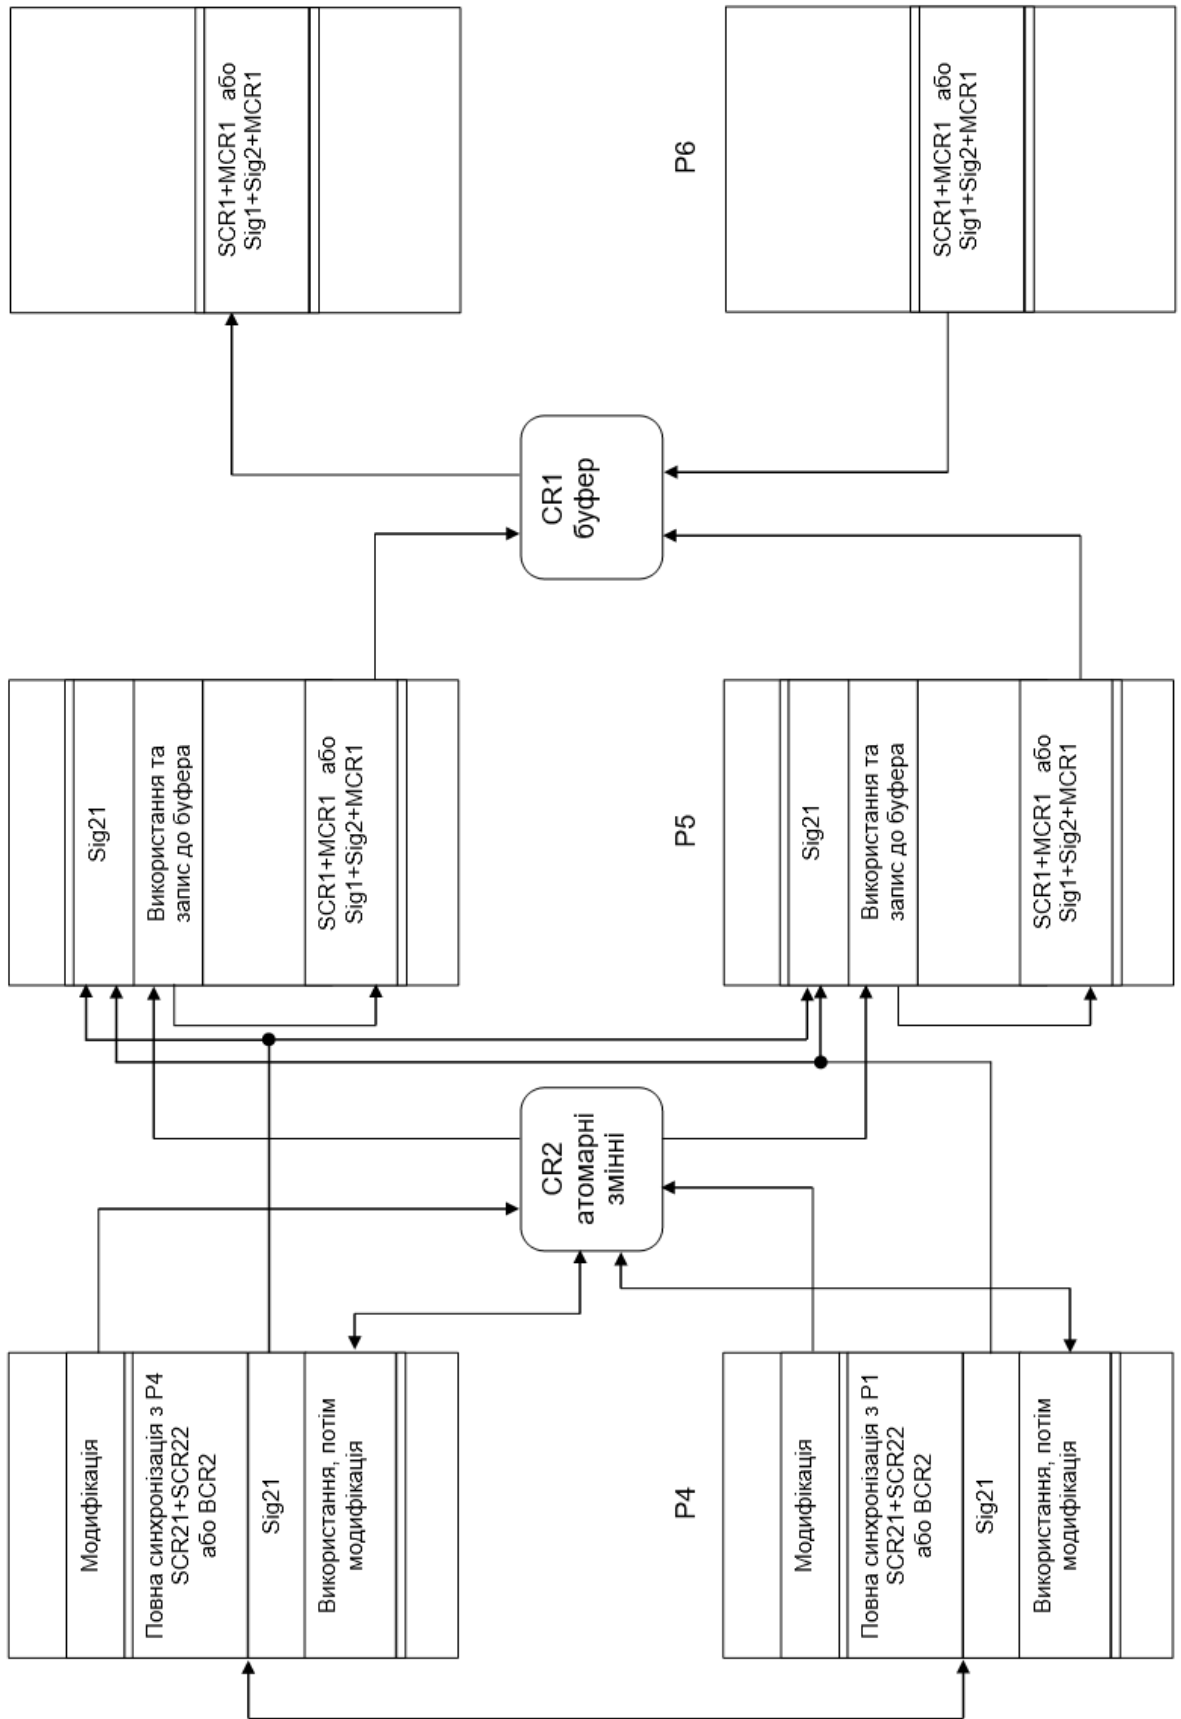 Модифікація
Повна синхронізація з P4
SCR21+SCR22
або BCR2
Sig21
Використання, потім
модифікація
Sig21
Використання та
запис до буфера
SCR1+MCR1 або
Sig1+Sig2+MCR1
SCR1+MCR1 або
Sig1+Sig2+MCR1
CR2
атомарні
змінні
CR1
буфер
P4
P5
P6
Модифікація
Повна синхронізація з P1
SCR21+SCR22
або BCR2
Sig21
Використання, потім
модифікація
Sig21
Використання та
запис до буфера
SCR1+MCR1 або
Sig1+Sig2+MCR1
SCR1+MCR1 або
Sig1+Sig2+MCR1